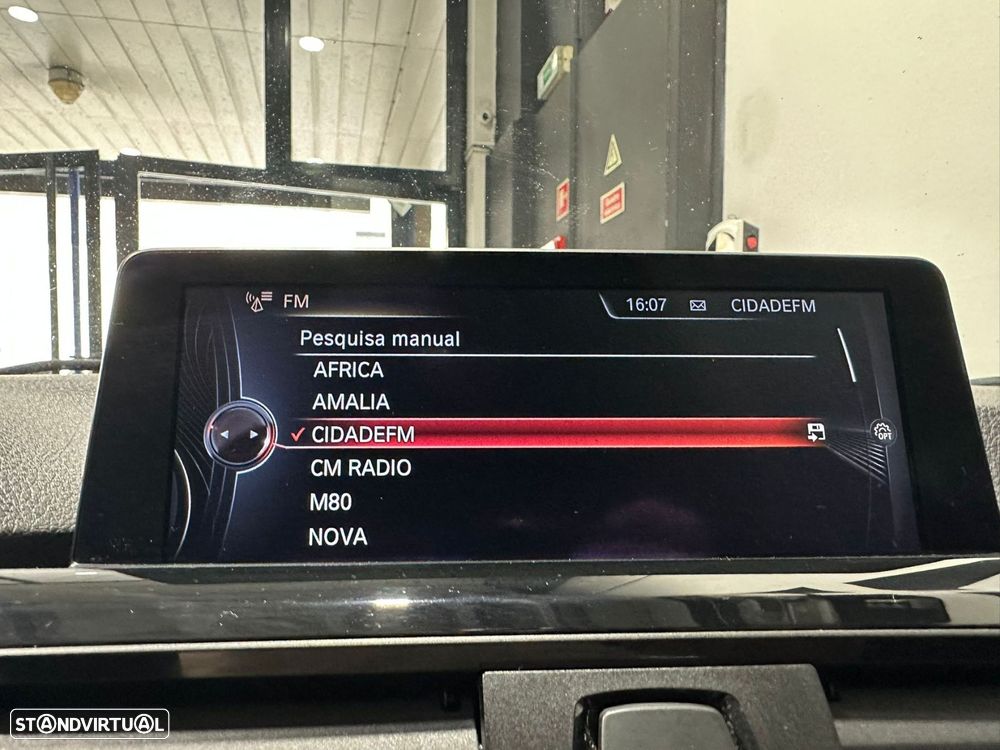 FM
16:07 CIDADEFM
Pesquisa manual
AFRICA
AMALIA
CIDADEFM
OPT
CM RADIO
M80
NOVA
STANDVIRTUAL